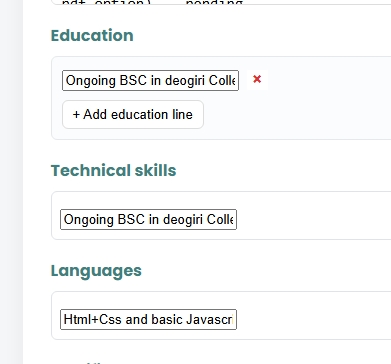 Education
Ongoing BSC in deogiri Colle
×
+ Add education line
Technical skills
Ongoing BSC in deogiri Colle
Languages
Html+Css and basic Javascr